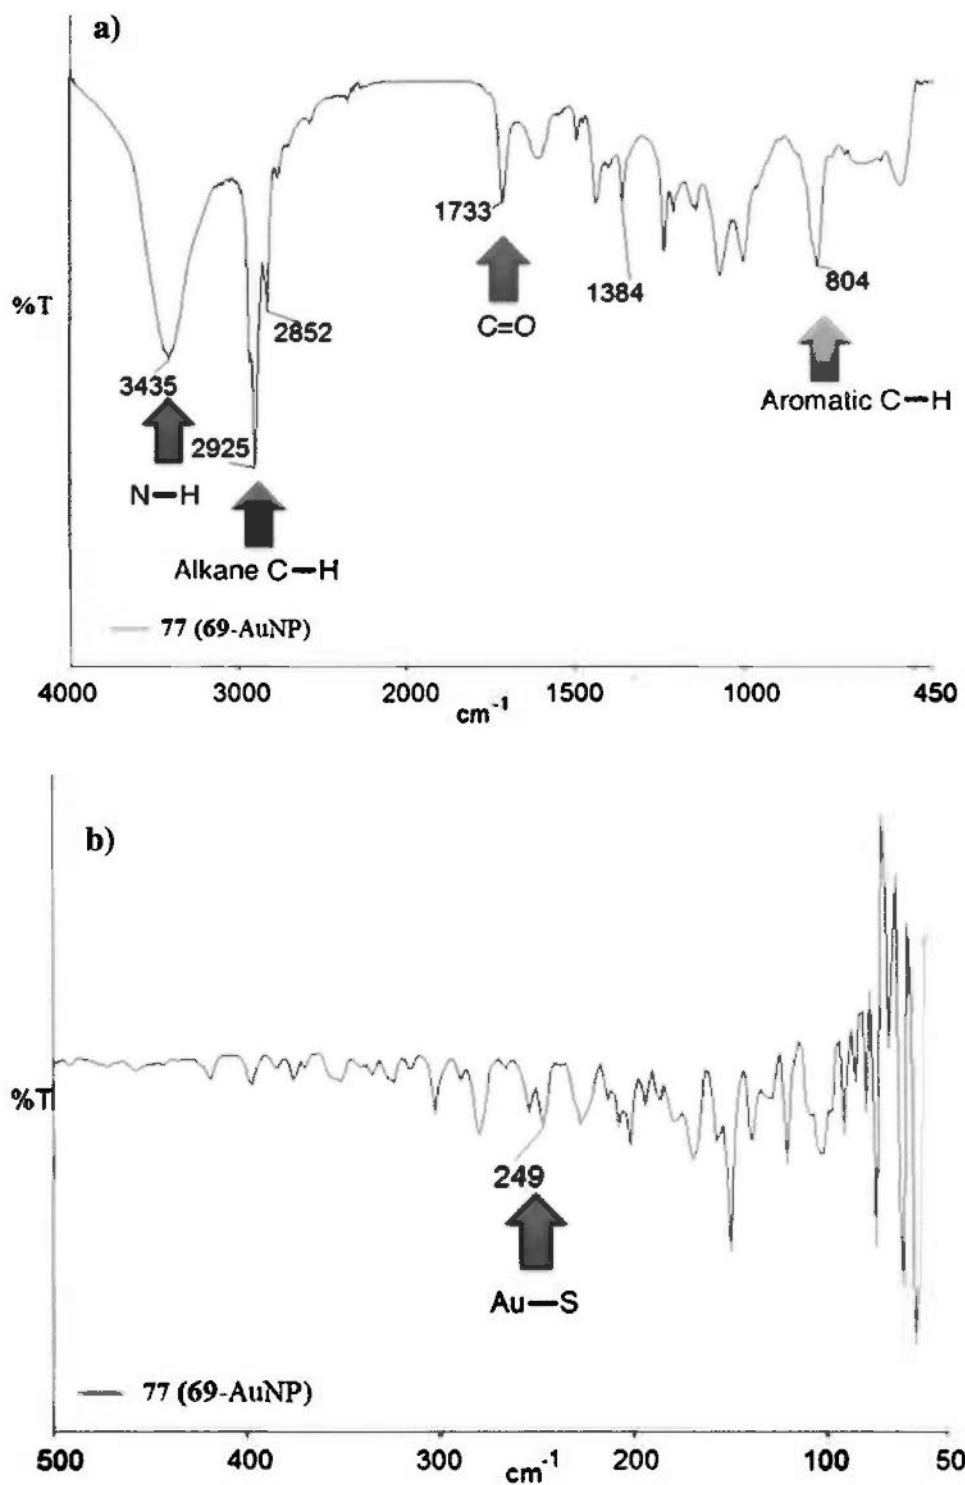 a)
1733
C=O
1384
804
Aromatic C—H
%T
2852
3435
N—H
2925
Alkane C—H
77 (69-AuNP)
4000 3000 2000 1500 1000 450
cm⁻¹
b)
%T
249
Au—S
77 (69-AuNP)
500 400 300 200 100 50
cm⁻¹